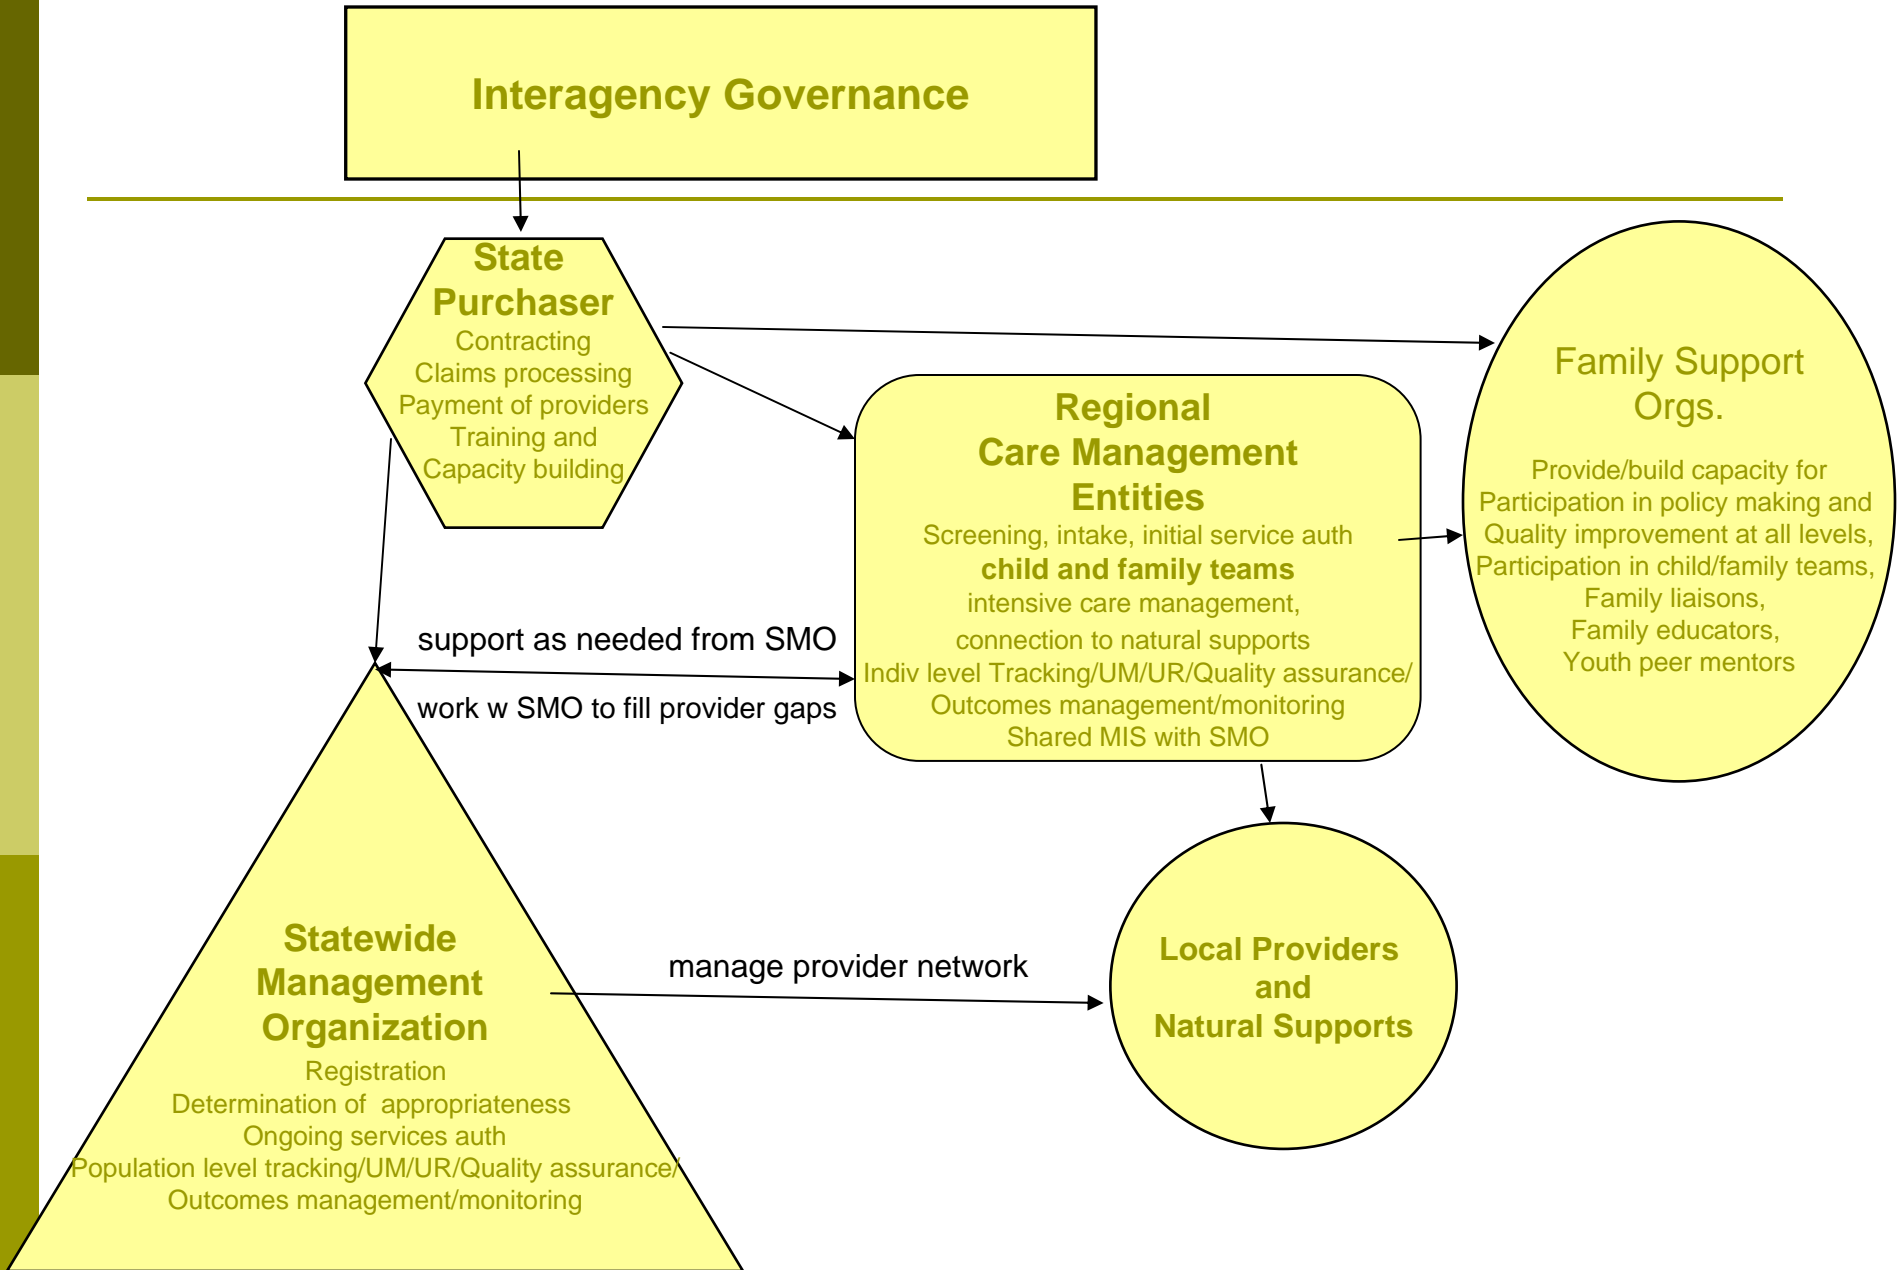 Interagency Governance
State
Purchaser
Contracting
Claims processing
Payment of providers
Training and
Capacity building
Family Support
Orgs.
Provide/build capacity for
Participation in policy making and
Quality improvement at all levels,
Participation in child/family teams,
Family liaisons,
Family educators,
Youth peer mentors
Regional
Care Management
Entities
Screening, intake, initial service auth
child and family teams
intensive care management,
connection to natural supports
Indiv level Tracking/UM/UR/Quality assurance/
Outcomes management/monitoring
Shared MIS with SMO
support as needed from SMO
work w SMO to fill provider gaps
Statewide
Management
Organization
Registration
Determination of appropriateness
Ongoing services auth
Population level tracking/UM/UR/Quality assurance/
Outcomes management/monitoring
manage provider network
Local Providers
and
Natural Supports